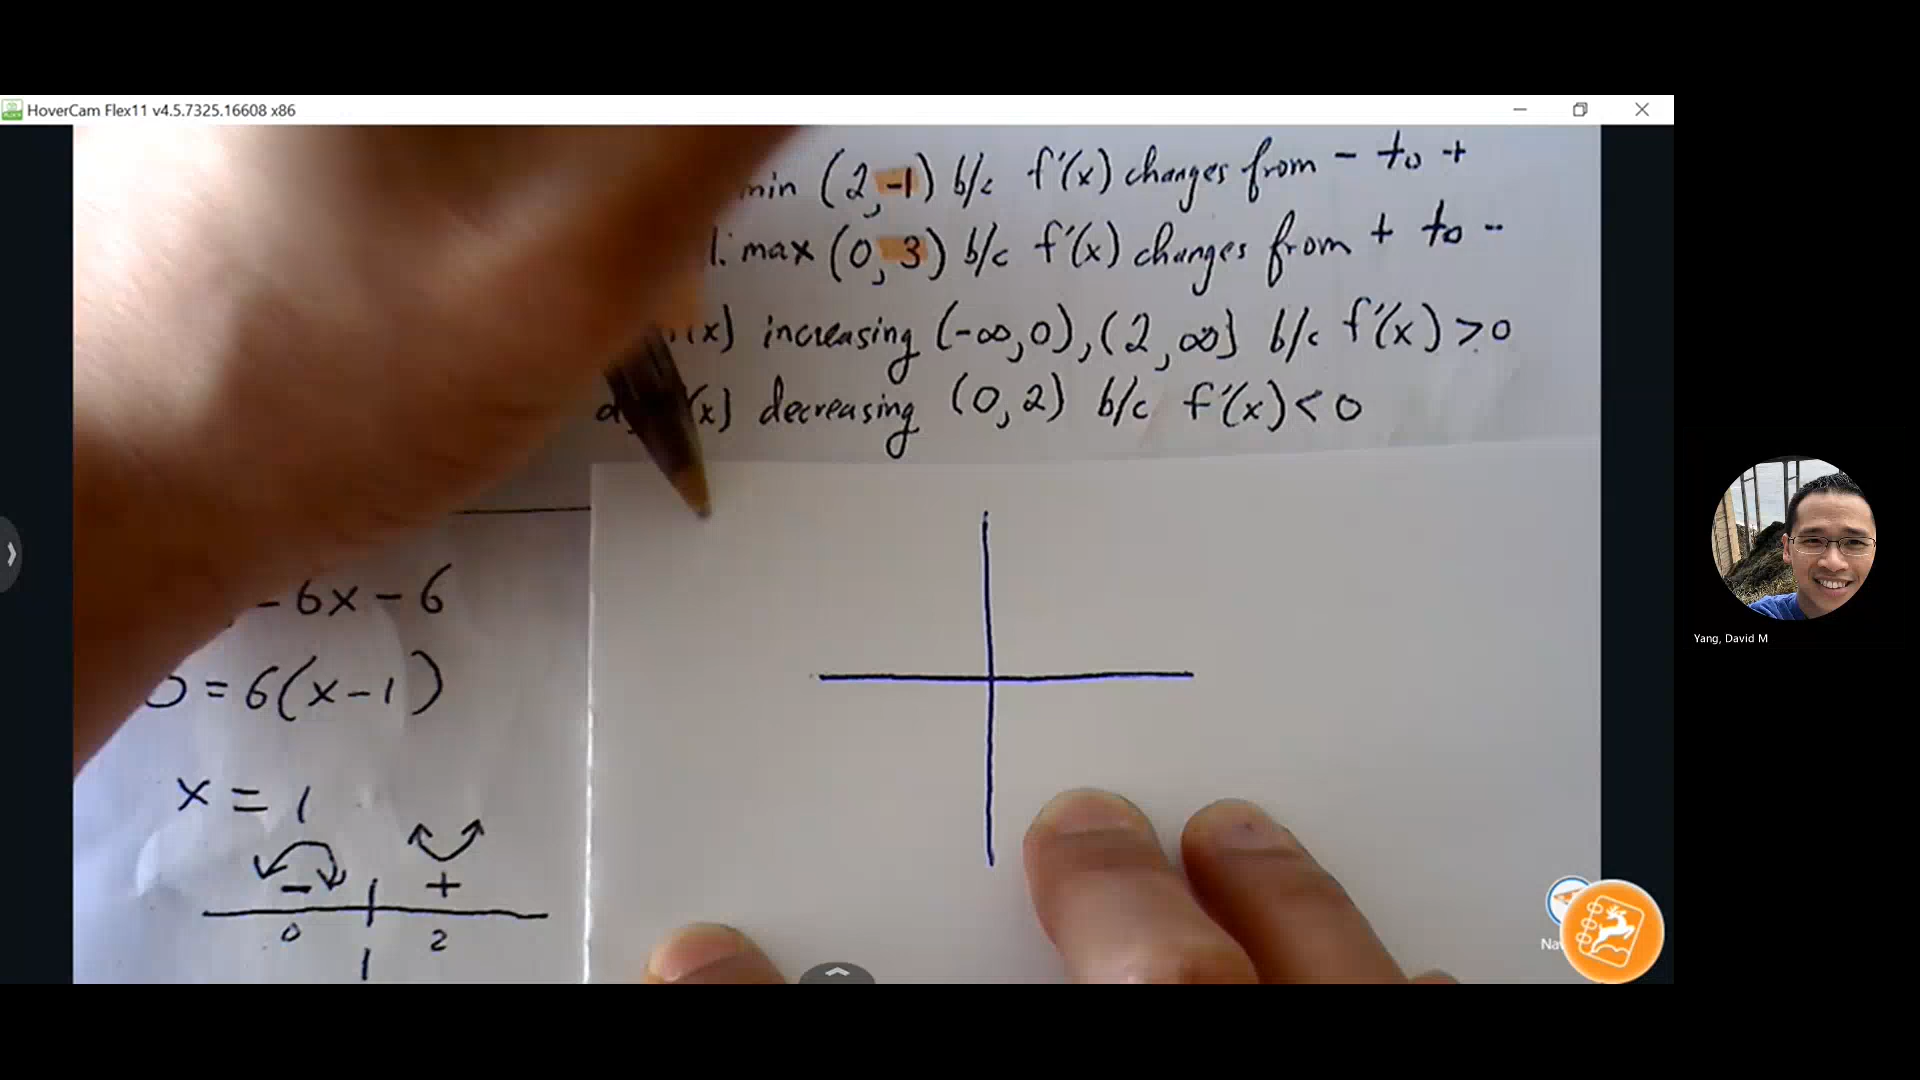 HoverCam Flex11 v4.5.7325.16608 x86
min (2, -1) b/c f'(x) changes from - to +
max (0, 3) b/c f'(x) changes from + to -
(x) increasing (-∞, 0), (2, ∞) b/c f'(x) > 0
(x) decreasing (0, 2) b/c f'(x) < 0
- 6x - 6
0 = 6(x - 1)
x = 1
- +
0 2
1
Yang, David M